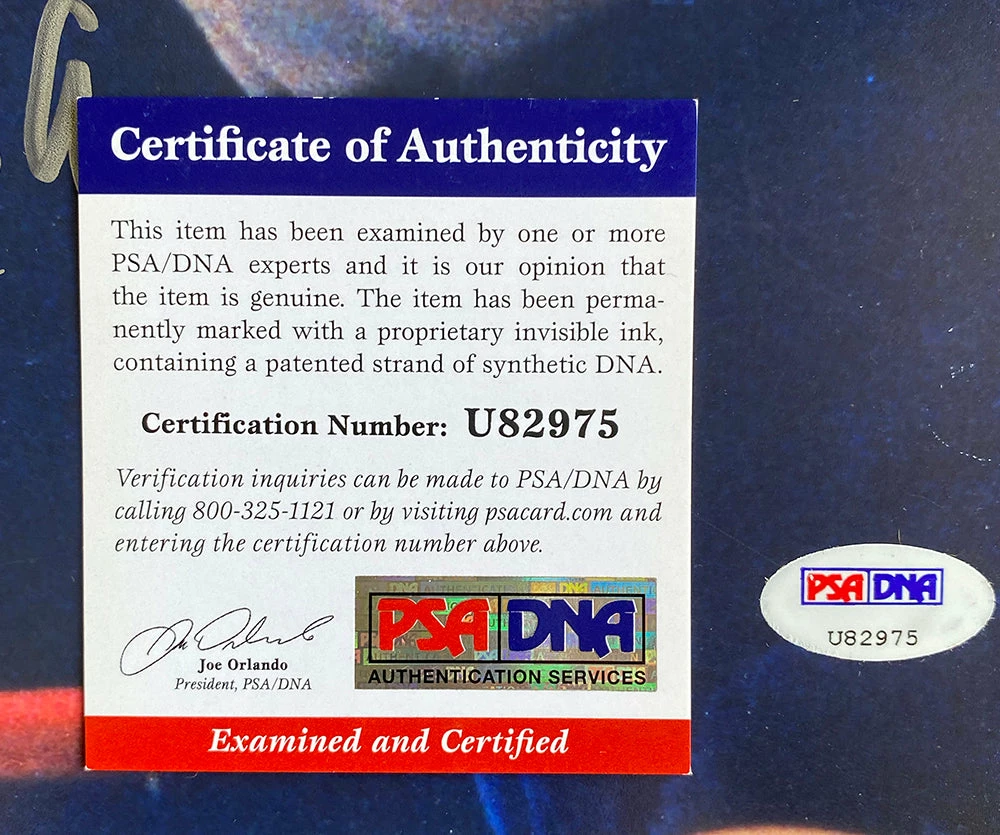 Certificate of Authenticity
This item has been examined by one or more
PSA/DNA experts and it is our opinion that
the item is genuine. The item has been perma-
nently marked with a proprietary invisible ink,
containing a patented strand of synthetic DNA.
Certification Number: U82975
Verification inquiries can be made to PSA/DNA by
calling 800-325-1121 or by visiting psacard.com and
entering the certification number above.
Joe Orlando
President, PSA/DNA
PSA DNA
AUTHENTICATION SERVICES
Examined and Certified
PSA DNA
U82975